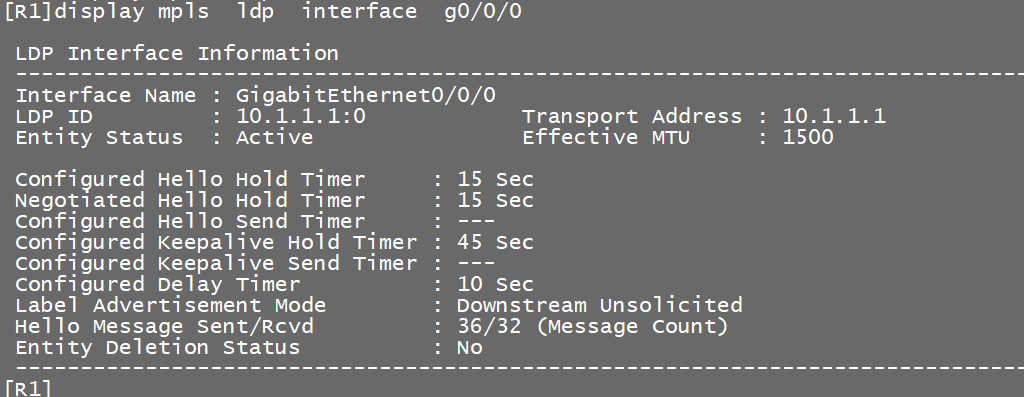 [R1]display mpls  ldp  interface  g0/0/0
LDP Interface Information
------------------------------------------------------------------------------
Interface Name : GigabitEthernet0/0/0
LDP ID         : 10.1.1.1:0          Transport Address : 10.1.1.1
Entity Status  : Active              Effective MTU     : 1500
Configured Hello Hold Timer     : 15 Sec
Negotiated Hello Hold Timer     : 15 Sec
Configured Hello Send Timer     : ---
Configured Keepalive Hold Timer : 45 Sec
Configured Keepalive Send Timer : ---
Configured Delay Timer          : 10 Sec
Label Advertisement Mode        : Downstream Unsolicited
Hello Message Sent/Rcvd         : 36/32 (Message Count)
Entity Deletion Status          : No
------------------------------------------------------------------------------
[R1]